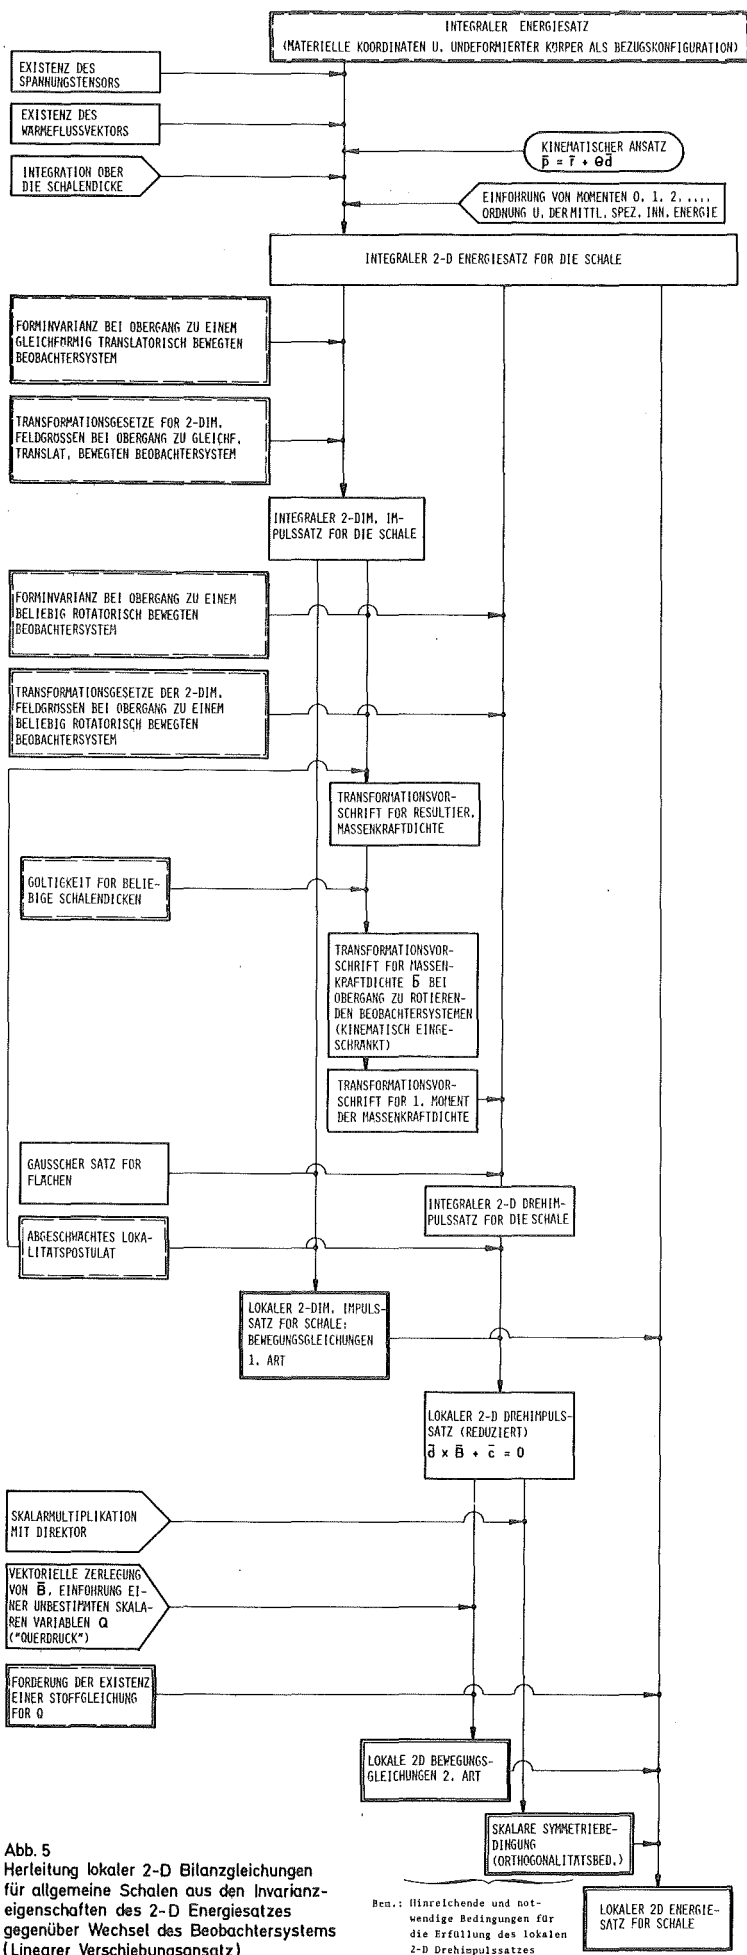 INTEGRALER ENERGIESATZ
(MATERIELLE KOORDINATEN U. UNDEFORMIERTER KÖRPER ALS BEZUGSKONFIGURATION)
EXISTENZ DES
SPANNUNGSTENSORS
EXISTENZ DES
WÄRMEFLUSSVEKTORS
KINEMATISCHER ANSATZ
p̄ = r̄ + Θd̄
INTEGRATION ÜBER
DIE SCHALENDICKE
EINFÜHRUNG VON MOMENTEN 0. 1. 2. ....
ORDNUNG U. DER MITTL. SPEZ. INN. ENERGIE
INTEGRALER 2-D ENERGIESATZ FÜR DIE SCHALE
FORMINVARIANZ BEI ÜBERGANG ZU EINEM
GLEICHFÖRMIG TRANSLATORISCH BEWEGTEN
BEOBACHTERSYSTEM
TRANSFORMATIONSGESETZE FÜR 2-DIM.
FELDGRÖSSEN BEI ÜBERGANG ZU GLEICHF.
TRANSLAT. BEWEGTEN BEOBACHTERSYSTEM
INTEGRALER 2-DIM. IM-
PULSSATZ FÜR DIE SCHALE
FORMINVARIANZ BEI ÜBERGANG ZU EINEM
BELIEBIG ROTATORISCH BEWEGTEN
BEOBACHTERSYSTEM
TRANSFORMATIONSGESETZE DER 2-DIM.
FELDGRÖSSEN BEI ÜBERGANG ZU EINEM
BELIEBIG ROTATORISCH BEWEGTEN
BEOBACHTERSYSTEM
TRANSFORMATIONSVOR-
SCHRIFT FÜR RESULTIER.
MASSENKRAFTDICHTE
GÜLTIGKEIT FÜR BELIE-
BIGE SCHALENDICKEN
TRANSFORMATIONSVOR-
SCHRIFT FÜR MASSEN-
KRAFTDICHTE b̄ BEI
ÜBERGANG ZU ROTIEREN-
DEN BEOBACHTERSYSTEMEN
(KINEMATISCH EINGE-
SCHRÄNKT)
TRANSFORMATIONSVOR-
SCHRIFT FÜR 1. MOMENT
DER MASSENKRAFTDICHTE
GAUSSCHER SATZ FÜR
FLÄCHEN
INTEGRALER 2-D DREHIM-
PULSSATZ FÜR DIE SCHALE
ABGESCHWÄCHTES LOKA-
LITÄTSPOSTULAT
LOKALER 2-DIM. IMPULS-
SATZ FÜR SCHALE:
BEWEGUNGSGLEICHUNGEN
1. ART
LOKALER 2-D DREHIMPULS-
SATZ (REDUZIERT)
d̄ x B̄ + c̄ = 0
SKALARMULTIPLIKATION
MIT DIREKTOR
VEKTORIELLE ZERLEGUNG
VON B̄, EINFÜHRUNG EI-
NER UNBESTIMMTEN SKALA-
REN VARIABLEN Q
("QUERDRUCK")
FORDERUNG DER EXISTENZ
EINER STOFFGLEICHUNG
FÜR Q
LOKALE 2D BEWEGUNGS-
GLEICHUNGEN 2. ART
SKALARE SYMMETRIEBE-
DINGUNG
(ORTHOGONALITÄTSBED.)
Abb. 5
Herleitung lokaler 2-D Bilanzgleichungen
für allgemeine Schalen aus den Invarianz-
eigenschaften des 2-D Energiesatzes
gegenüber Wechsel des Beobachtersystems
(Linearer Verschiebungsansatz)
Bem.: Hinreichende und not-
wendige Bedingungen für
die Erfüllung des lokalen
2-D Drehimpulssatzes
LOKALER 2D ENERGIE-
SATZ FÜR SCHALE